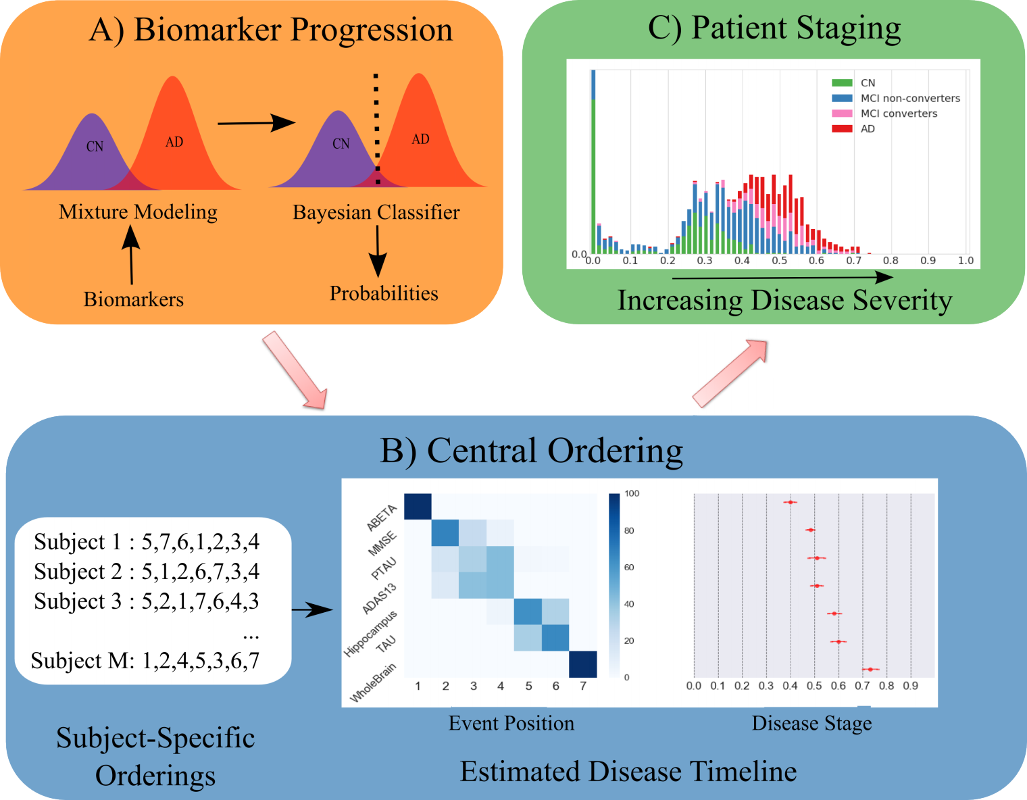 A) Biomarker Progression
CN
AD
CN
AD
Mixture Modeling
Bayesian Classifier
Biomarkers
Probabilities
C) Patient Staging
CN
MCI non-converters
MCI converters
AD
0.0
0.0 0.1 0.2 0.3 0.4 0.5 0.6 0.7 0.8 0.9 1.0
Increasing Disease Severity
B) Central Ordering
Subject 1 : 5,7,6,1,2,3,4
Subject 2 : 5,1,2,6,7,3,4
Subject 3 : 5,2,1,7,6,4,3
...
Subject M: 1,2,4,5,3,6,7
Subject-Specific
Orderings
ABETA
MMSE
PTAU
ADAS13
Hippocampus
TAU
WholeBrain
1 2 3 4 5 6 7
100
80
60
40
20
0
Event Position
0.0 0.1 0.2 0.3 0.4 0.5 0.6 0.7 0.8 0.9
Disease Stage
Estimated Disease Timeline